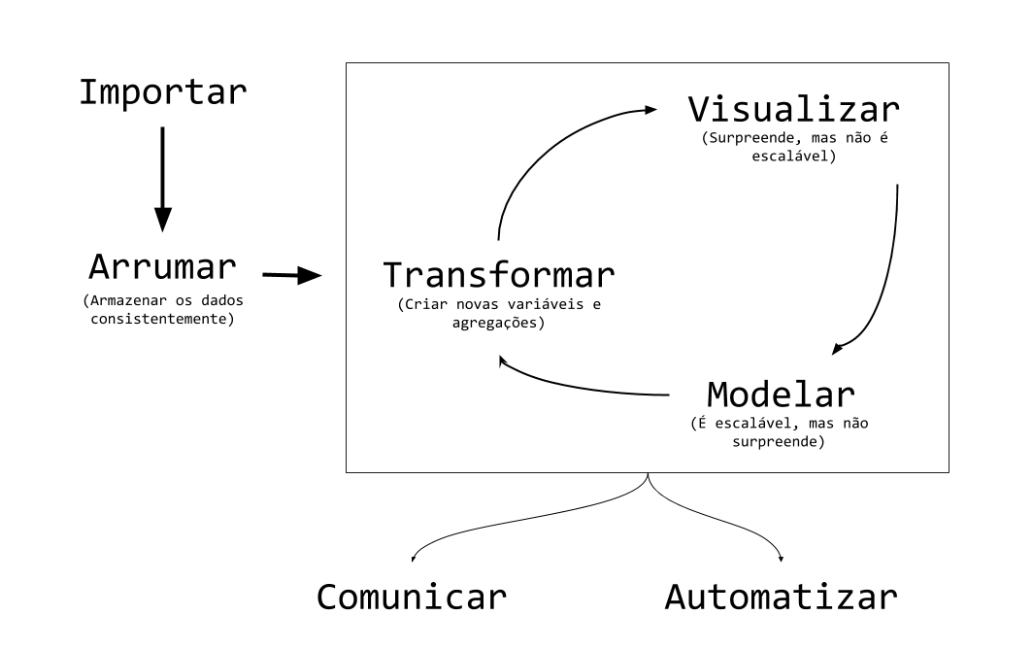 Importar
Arrumar
(Armazenar os dados
consistentemente)
Transformar
(Criar novas variáveis e
agregações)
Visualizar
(Surpreende, mas não é
escalável)
Modelar
(É escalável, mas não
surpreende)
Comunicar
Automatizar